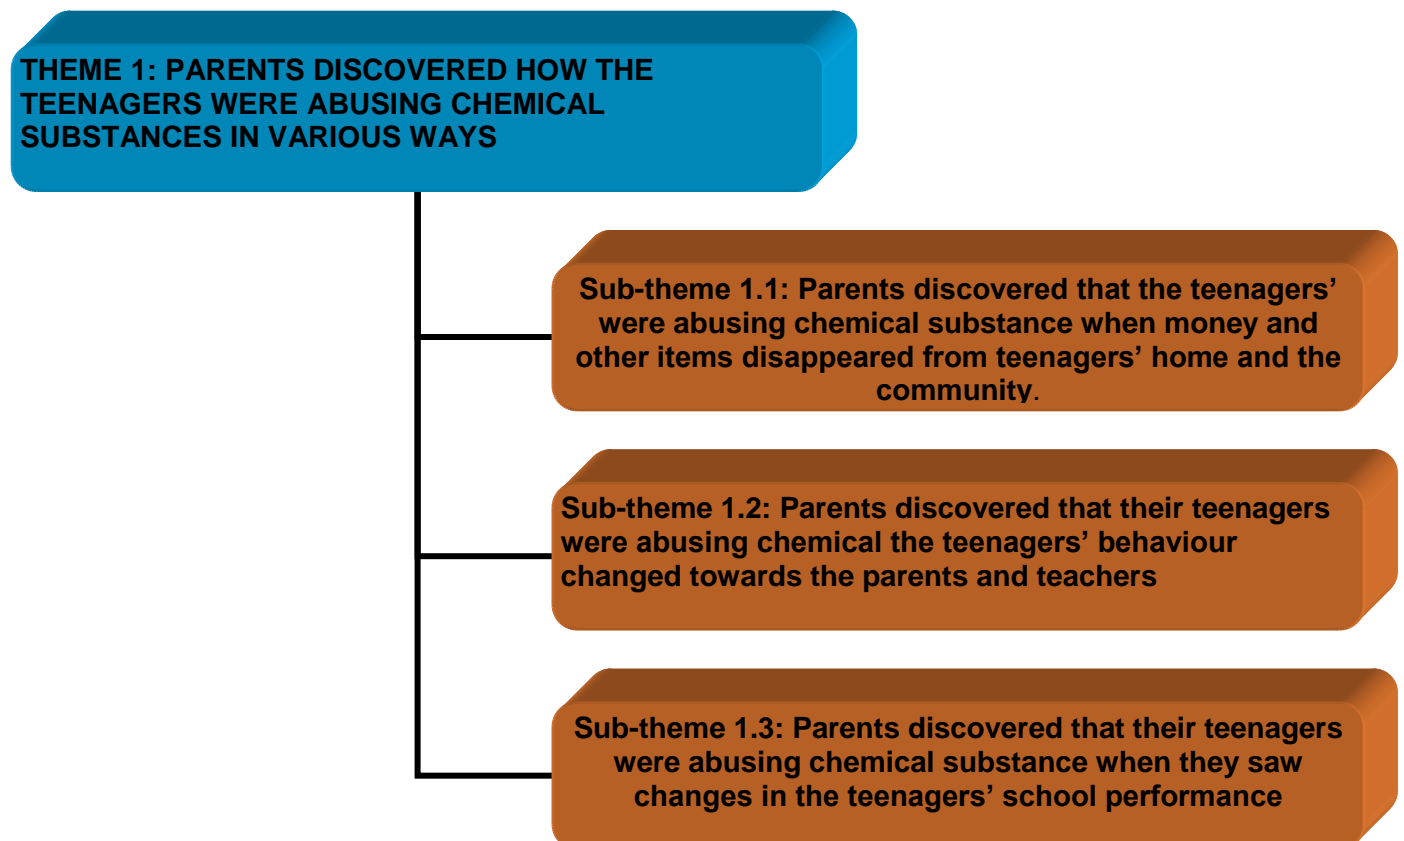 THEME 1: PARENTS DISCOVERED HOW THE
TEENAGERS WERE ABUSING CHEMICAL
SUBSTANCES IN VARIOUS WAYS
Sub-theme 1.1: Parents discovered that the teenagers’
were abusing chemical substance when money and
other items disappeared from teenagers’ home and the
community.
Sub-theme 1.2: Parents discovered that their teenagers
were abusing chemical the teenagers’ behaviour
changed towards the parents and teachers
Sub-theme 1.3: Parents discovered that their teenagers
were abusing chemical substance when they saw
changes in the teenagers’ school performance